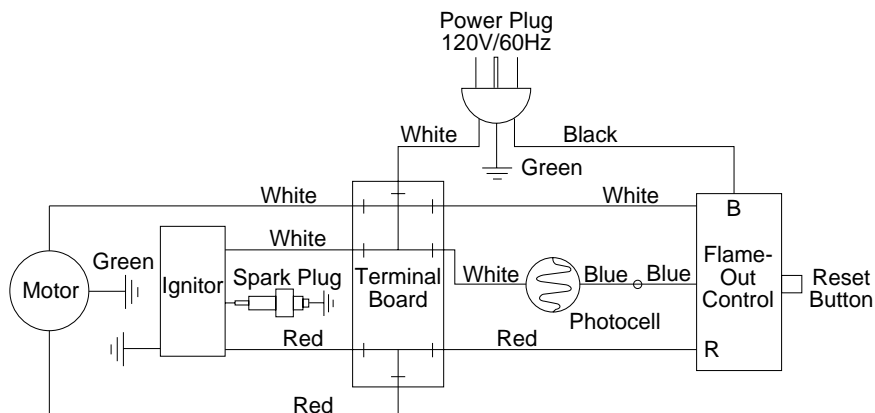 Power Plug
120V/60Hz
White
Black
Green
White
White
B
Green
White
Motor
Ignitor
Spark Plug
Terminal
Board
White
Blue
Blue
Flame-
Out
Control
Reset
Button
Photocell
Red
Red
R
Red